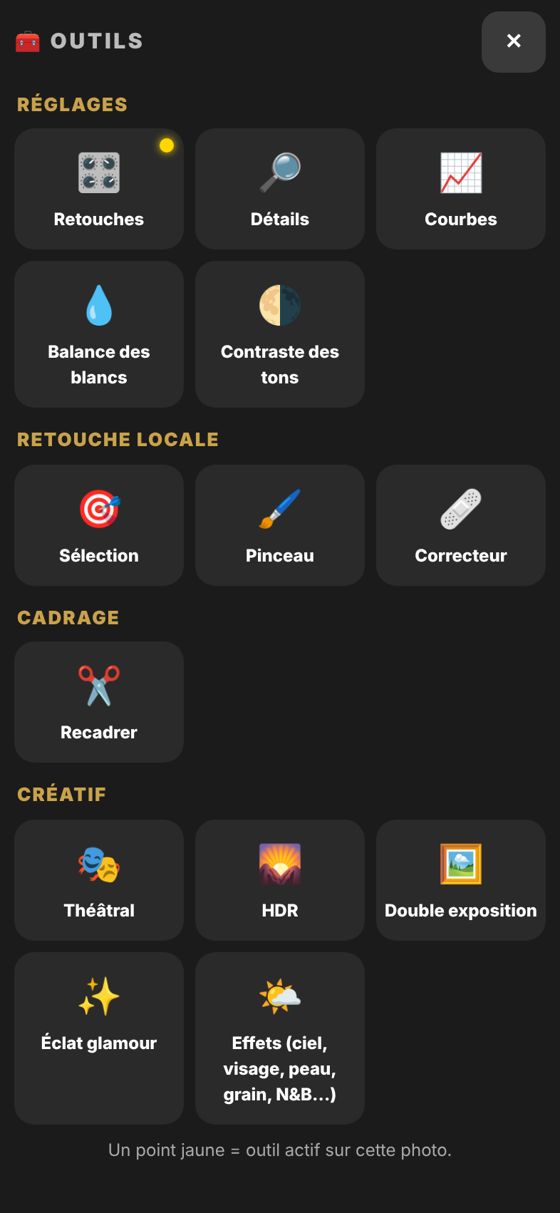 OUTILS
×
RÉGLAGES
Retouches
Détails
Courbes
Balance des
blancs
Contraste des
tons
RETOUCHE LOCALE
Sélection
Pinceau
Correcteur
CADRAGE
Recadrer
CRÉATIF
Théâtral
HDR
Double exposition
Éclat glamour
Effets (ciel,
visage, peau,
grain, N&B...)
Un point jaune = outil actif sur cette photo.